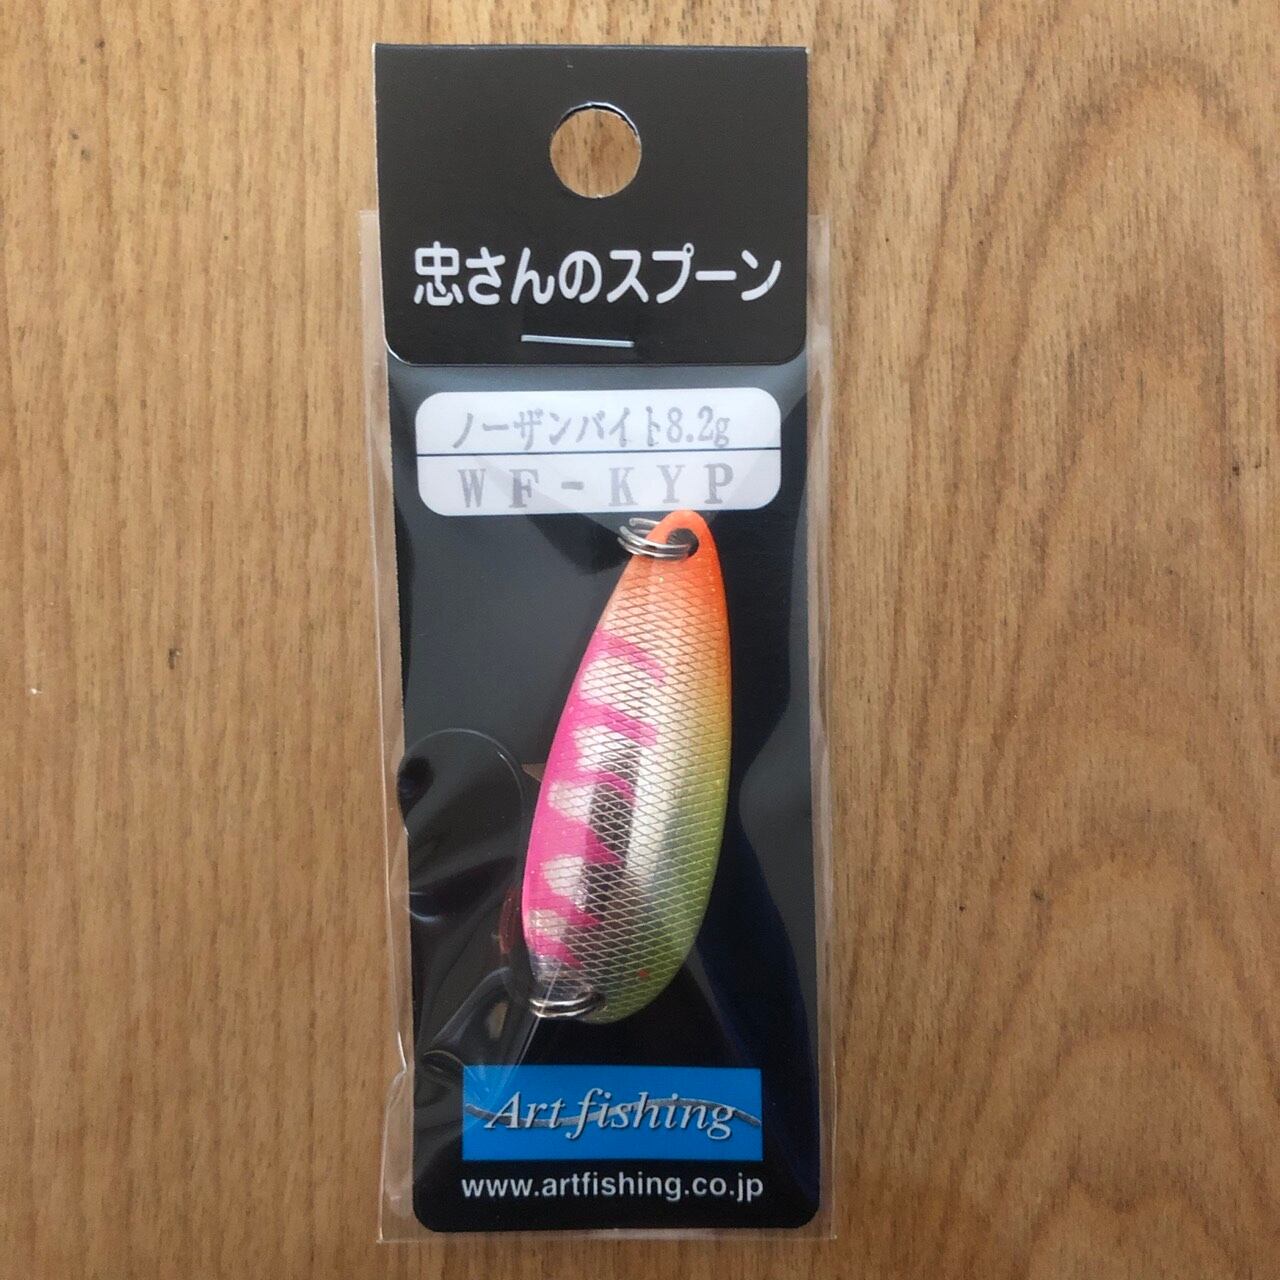 忠さんのスプーン
ノーザンバイト8.2g
WF-KYP
Art fishing
www.artfishing.co.jp